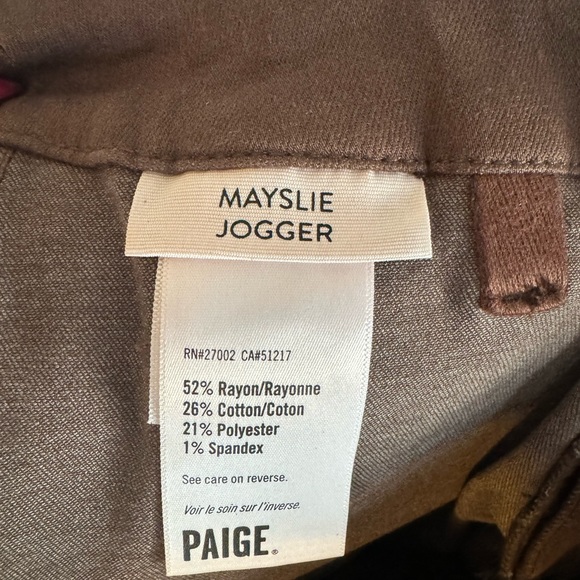 MAYSLIE
JOGGER
RN#27002 CA#51217
52% Rayon/Rayonne
26% Cotton/Coton
21% Polyester
1% Spandex
See care on reverse.
Voir le soin sur l'inverse.
PAIGE®